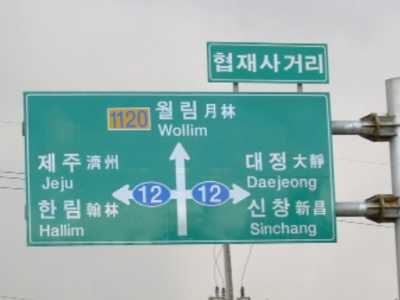 협재사거리
1120 월림 月林
Wollim
제주 濟州
Jeju
한림 翰林
Hallim
12
12
대정 大靜
Daejeong
신창 新昌
Sinchang